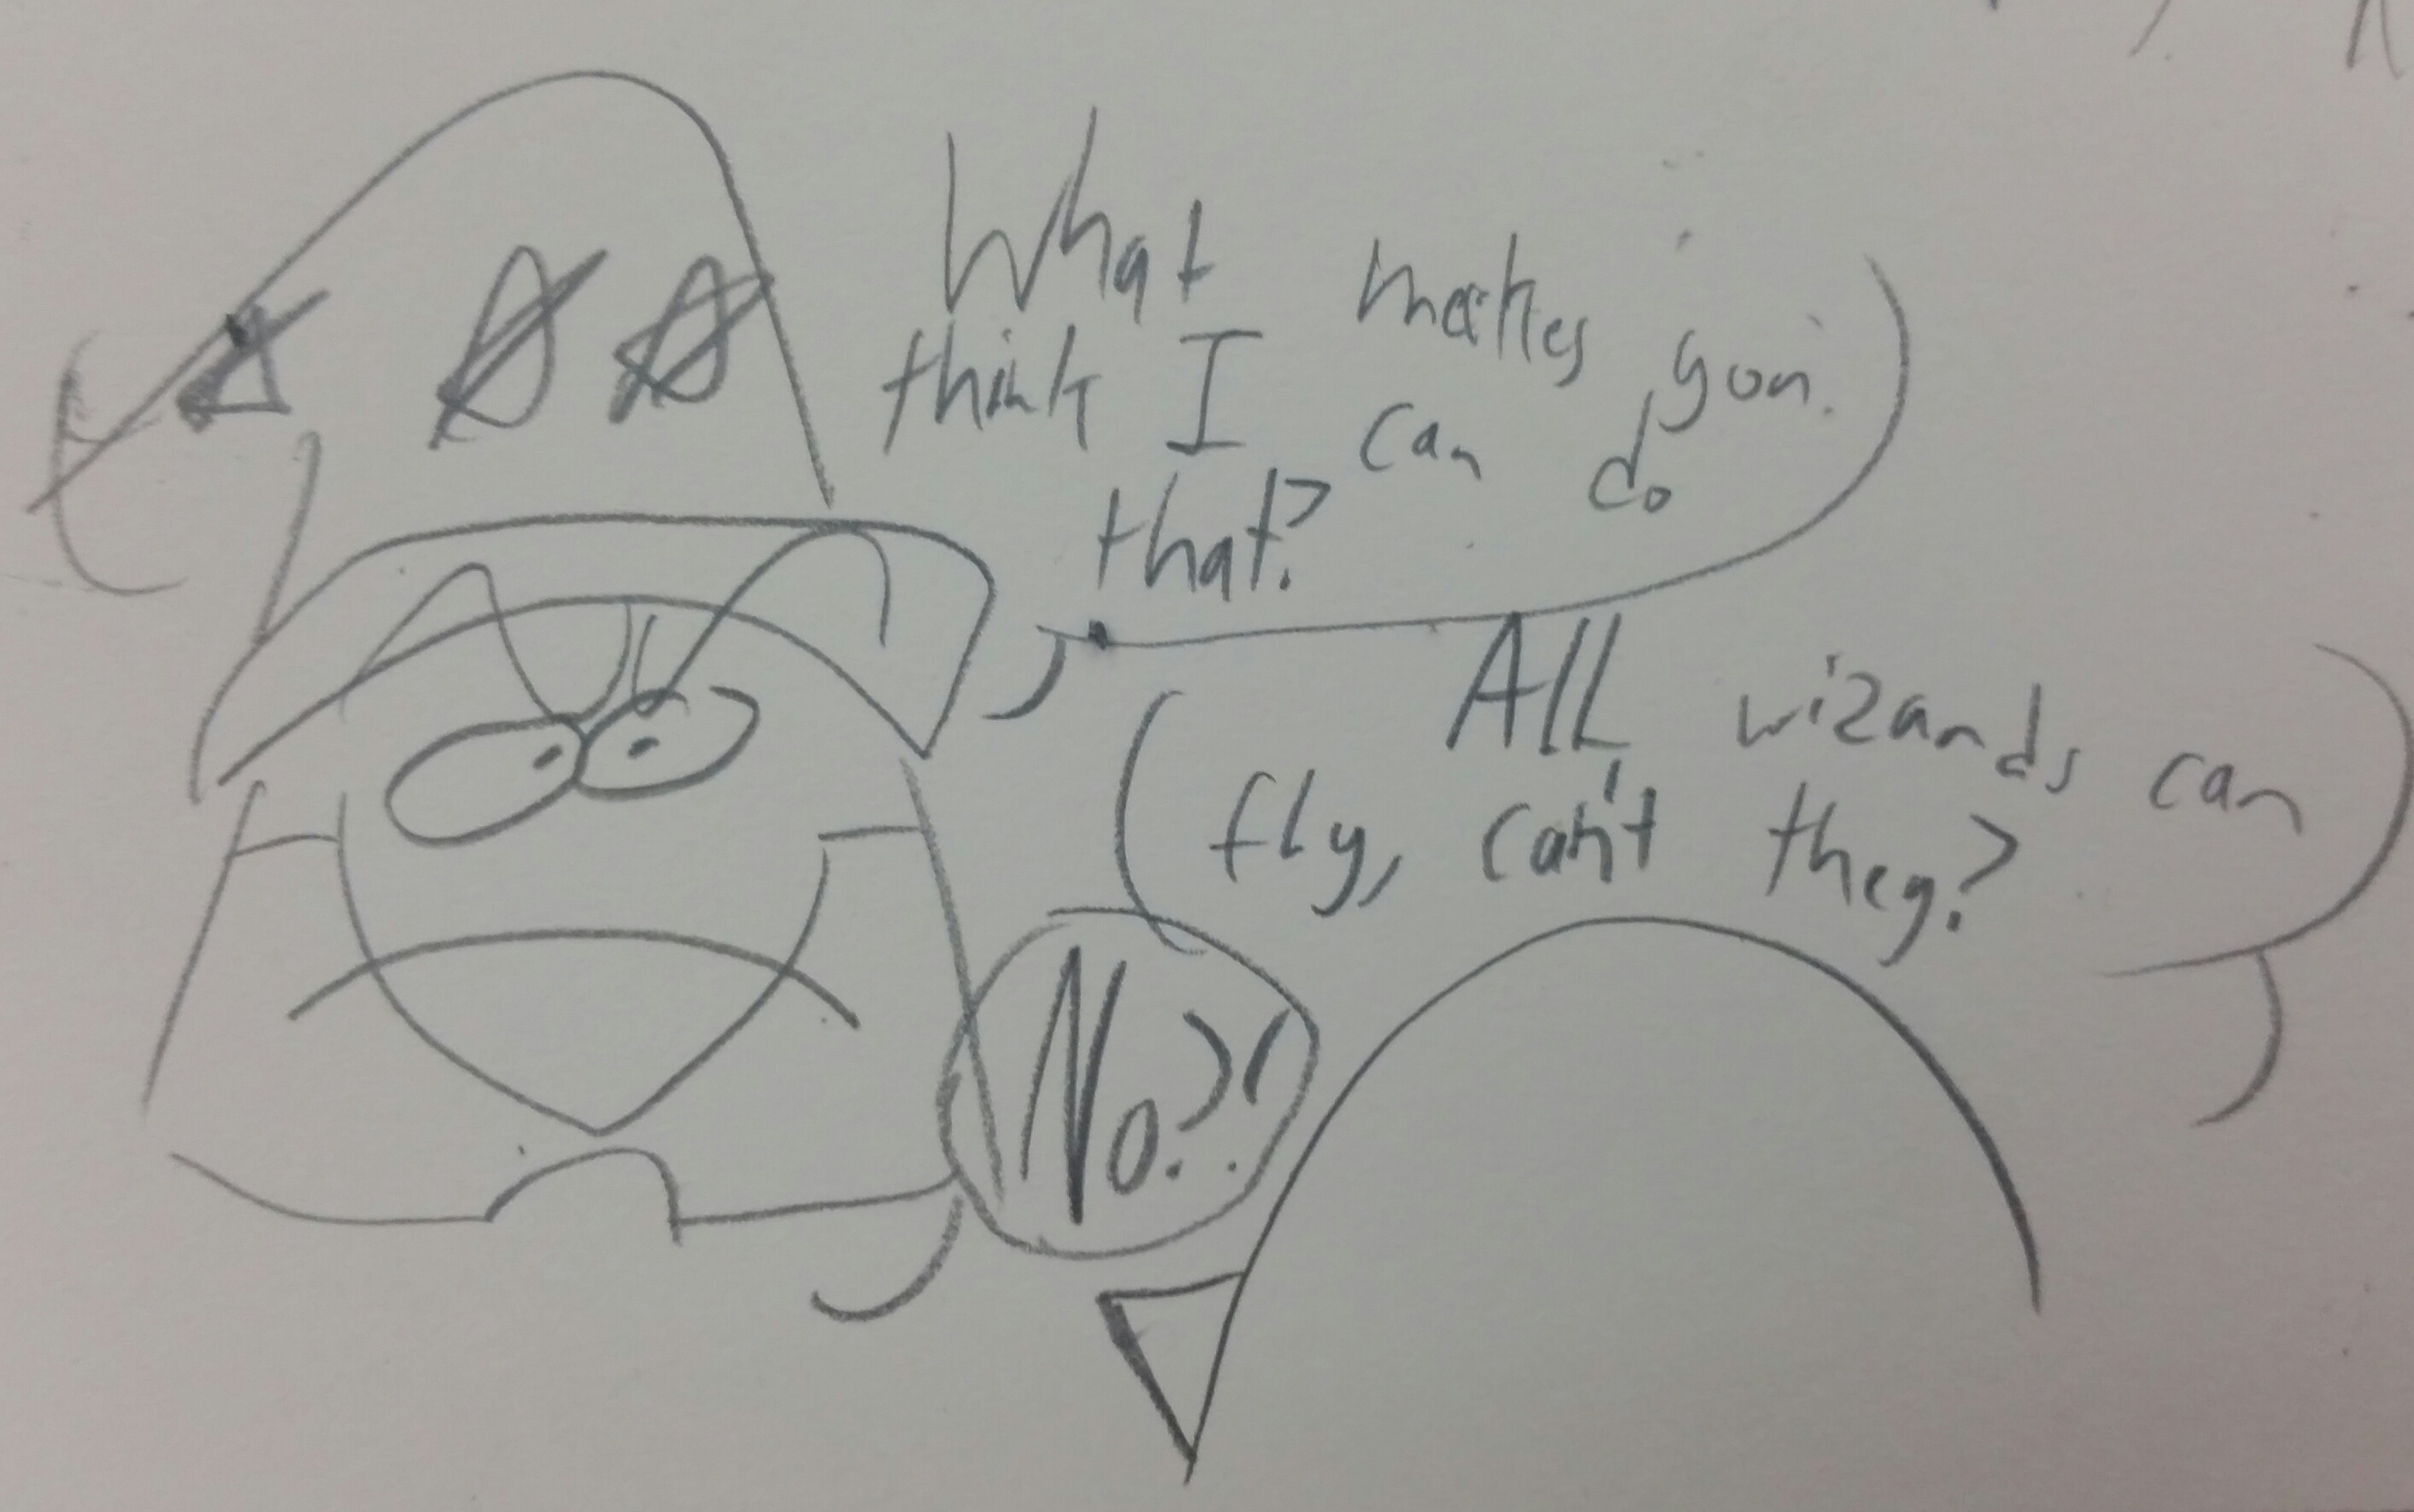 What makes you
think I can do
that?
All wizards can
fly, can't they?
No?!